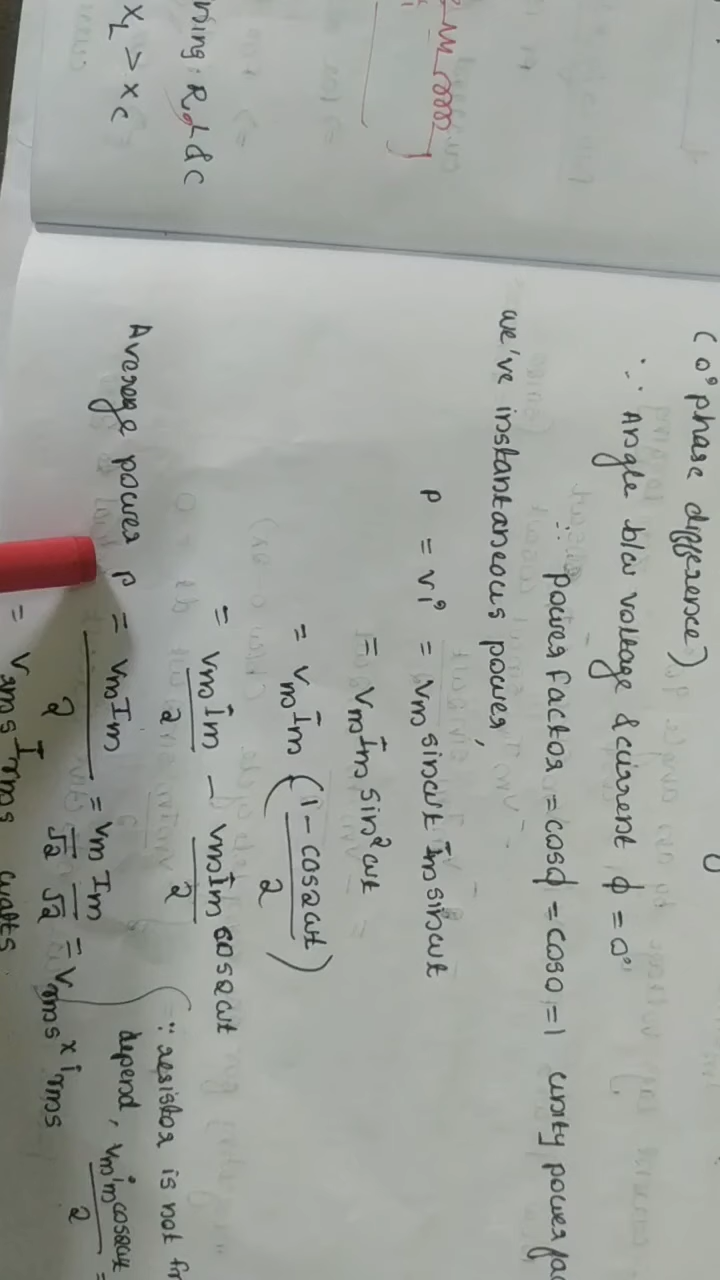 ning: R L & C
XL > XC
(0° phase difference)
∵ Angle b/w voltage & current ϕ = 0°
∴ power factor = cosϕ = cos0 = 1 unity power fa
we've instantaneous power,
P = Vi = Vm sinωt Im sinωt
= Vm Im sin²ωt
= Vm Im (1 - cos2ωt / 2)
= Vm Im / 2 - Vm Im / 2 cos2ωt
Average power P = Vm Im / 2 = Vm / √2 Im / √2 = Vrms × Irms
(∵ resistor is not fr
depend, Vm Im cos2ωt / 2 =
= Vrms Irms watts.